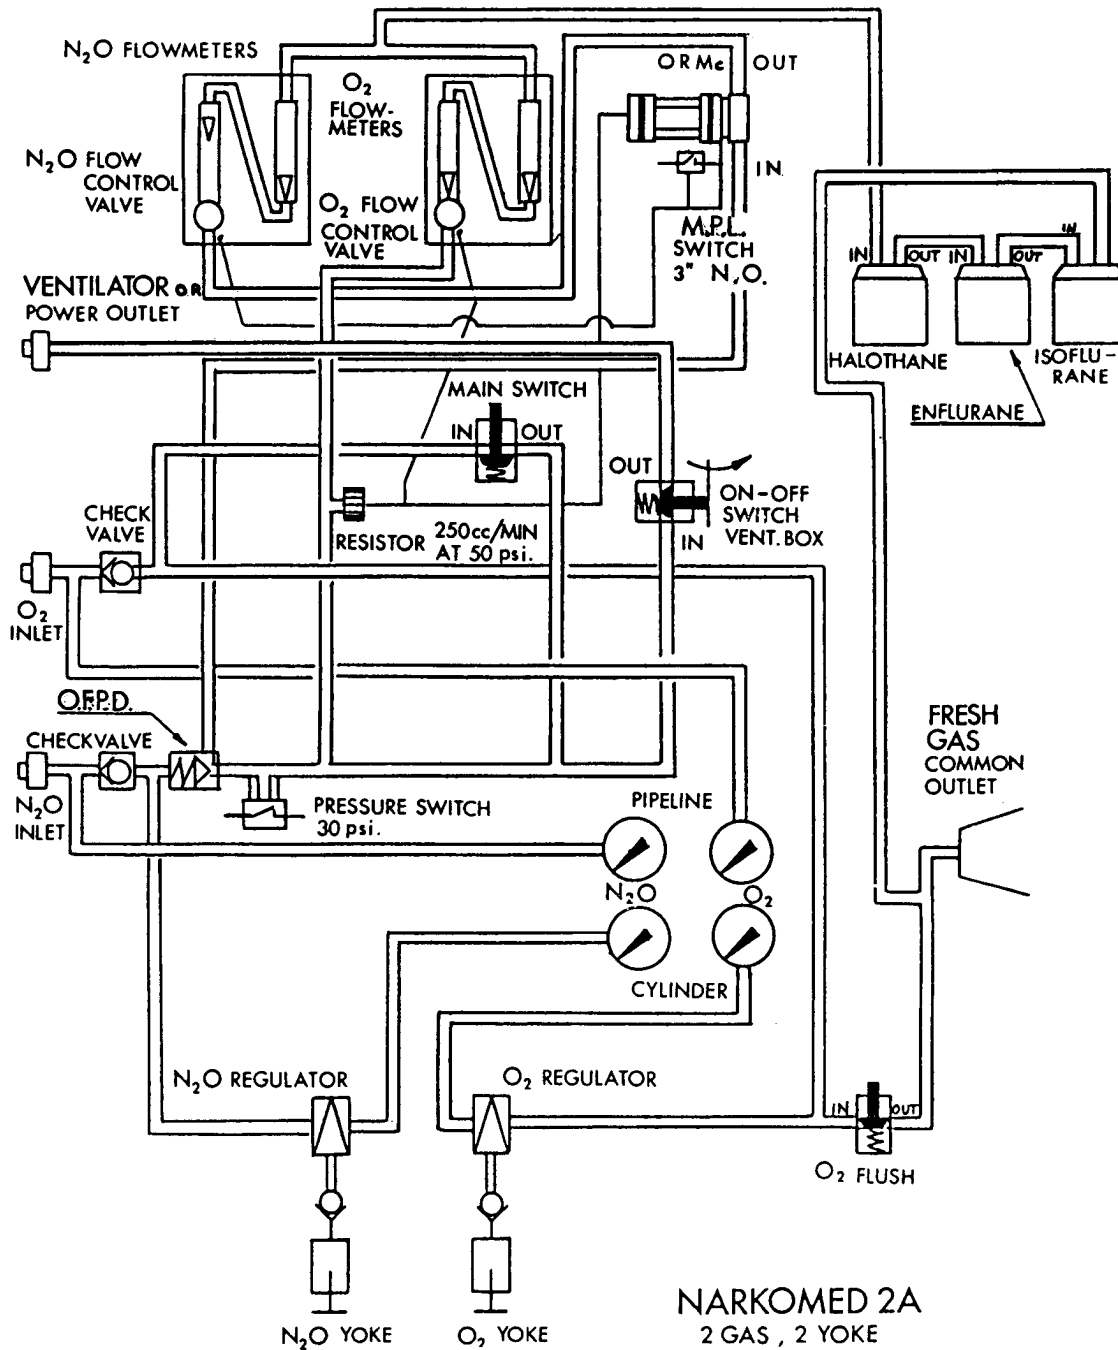 N₂O FLOWMETERS
O₂
FLOW-
METERS
ORMc OUT
N₂O FLOW
CONTROL
VALVE
IN
O₂ FLOW
CONTROL
VALVE
M.P.L.
SWITCH
3" N.O.
IN OUT IN OUT IN
VENTILATOR O.R.
POWER OUTLET
HALOTHANE
ISOFLU-
RANE
ENFLURANE
MAIN SWITCH
IN OUT
OUT
ON-OFF
SWITCH
VENT. BOX
IN
CHECK
VALVE
RESISTOR 250cc/MIN
AT 50 psi.
O₂
INLET
O.F.P.D.
CHECKVALVE
N₂O
INLET
PRESSURE SWITCH
30 psi.
PIPELINE
FRESH
GAS
COMMON
OUTLET
N₂O O₂
CYLINDER
N₂O REGULATOR
O₂ REGULATOR
IN OUT
O₂ FLUSH
N₂O YOKE
O₂ YOKE
NARKOMED 2A
2 GAS , 2 YOKE